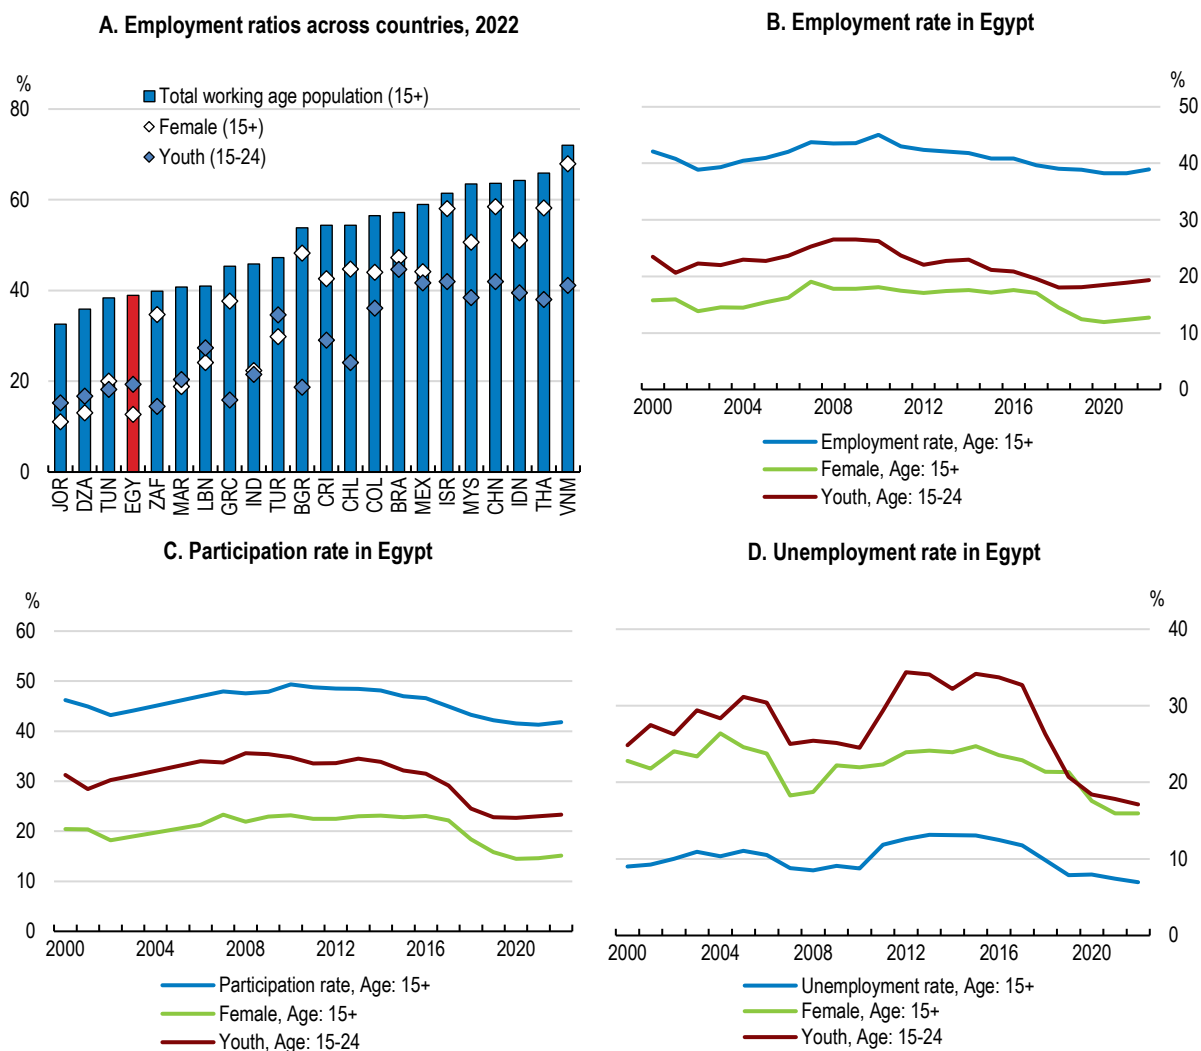 A. Employment ratios across countries, 2022
%
80
60
40
20
0
Total working age population (15+)
Female (15+)
Youth (15-24)
JOR
DZA
TUN
EGY
ZAF
MAR
LBN
GRC
IND
TUR
BGR
CRI
CHL
COL
BRA
MEX
ISR
MYS
CHN
IDN
THA
VNM
B. Employment rate in Egypt
%
50
40
30
20
10
0
2000 2004 2008 2012 2016 2020
Employment rate, Age: 15+
Female, Age: 15+
Youth, Age: 15-24
C. Participation rate in Egypt
%
60
50
40
30
20
10
0
2000 2004 2008 2012 2016 2020
Participation rate, Age: 15+
Female, Age: 15+
Youth, Age: 15-24
D. Unemployment rate in Egypt
%
40
30
20
10
0
2000 2004 2008 2012 2016 2020
Unemployment rate, Age: 15+
Female, Age: 15+
Youth, Age: 15-24